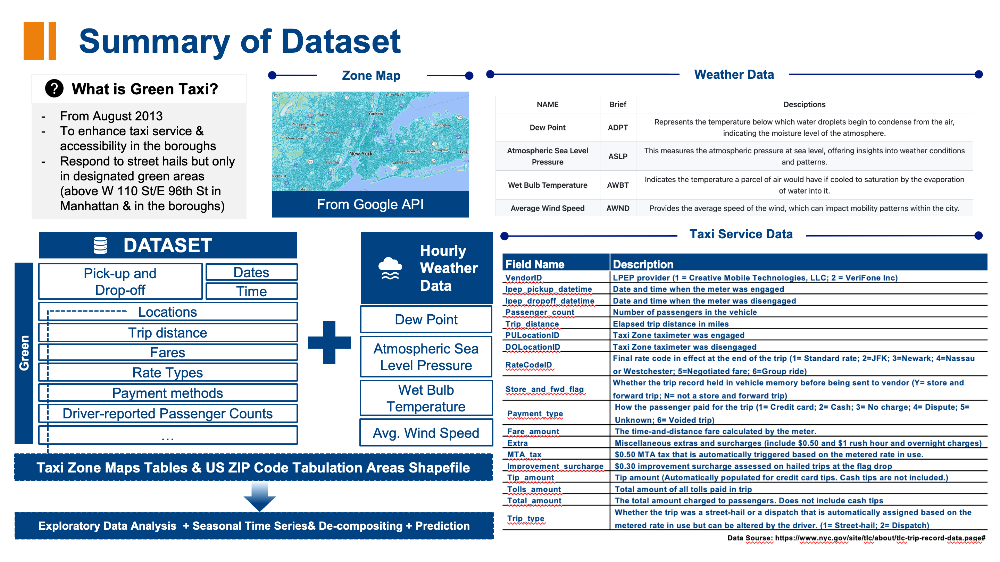 Summary of Dataset
What is Green Taxi?
- From August 2013
- To enhance taxi service &
accessibility in the boroughs
- Respond to street hails but only
in designated green areas
(above W 110 St/E 96th St in
Manhattan & in the boroughs)
Zone Map
White Plains
Yonkers
Wayne
Parsippany-Troy
Hills
Montclair
Morristown
Huntington
Garden City
Farmingdale
Bay Sh
New York
Elizabeth
Valley Stream
dgewater
Edison
From Google API
Weather Data
NAME Brief Desciptions
Dew Point ADPT Represents the temperature below which water droplets begin to condense from the air,
indicating the moisture level of the atmosphere.
Atmospheric Sea Level
Pressure ASLP This measures the atmospheric pressure at sea level, offering insights into weather conditions
and patterns.
Wet Bulb Temperature AWBT Indicates the temperature a parcel of air would have if cooled to saturation by the evaporation
of water into it.
Average Wind Speed AWND Provides the average speed of the wind, which can impact mobility patterns within the city.
DATASET
Green
Pick-up and
Drop-off
Dates
Time
Locations
Trip distance
Fares
Rate Types
Payment methods
Driver-reported Passenger Counts
...
Hourly
Weather
Data
Dew Point
Atmospheric Sea
Level Pressure
Wet Bulb
Temperature
Avg. Wind Speed
Taxi Zone Maps Tables & US ZIP Code Tabulation Areas Shapefile
Exploratory Data Analysis + Seasonal Time Series& De-compositing + Prediction
Taxi Service Data
Field Name Description
VendorID LPEP provider (1 = Creative Mobile Technologies, LLC; 2 = VeriFone Inc)
lpep_pickup_datetime Date and time when the meter was engaged
lpep_dropoff_datetime Date and time when the meter was disengaged
Passenger_count Number of passengers in the vehicle
Trip_distance Elapsed trip distance in miles
PULocationID Taxi Zone taximeter was engaged
DOLocationID Taxi Zone taximeter was disengaged
RateCodeID Final rate code in effect at the end of the trip (1= Standard rate; 2=JFK; 3=Newark; 4=Nassau
or Westchester; 5=Negotiated fare; 6=Group ride)
Store_and_fwd_flag Whether the trip record held in vehicle memory before being sent to vendor (Y= store and
forward trip; N= not a store and forward trip)
Payment_type How the passenger paid for the trip (1= Credit card; 2= Cash; 3= No charge; 4= Dispute; 5=
Unknown; 6= Voided trip)
Fare_amount The time-and-distance fare calculated by the meter.
Extra Miscellaneous extras and surcharges (include $0.50 and $1 rush hour and overnight charges)
MTA_tax $0.50 MTA tax that is automatically triggered based on the metered rate in use.
Improvement_surcharge $0.30 improvement surcharge assessed on hailed trips at the flag drop
Tip_amount Tip amount (Automatically populated for credit card tips. Cash tips are not included.)
Tolls_amount Total amount of all tolls paid in trip
Total_amount The total amount charged to passengers. Does not include cash tips
Trip_type Whether the trip was a street-hail or a dispatch that is automatically assigned based on the
metered rate in use but can be altered by the driver. (1= Street-hail; 2= Dispatch)
Data Sourse: https://www.nyc.gov/site/tlc/about/tlc-trip-record-data.page#